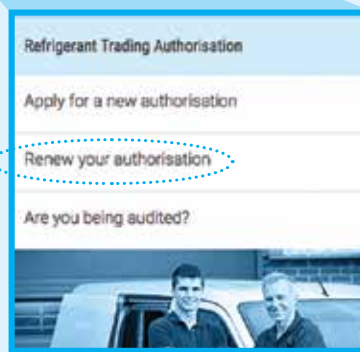 Refrigerant Trading Authorisation
Apply for a new authorisation
Renew your authorisation
Are you being audited?